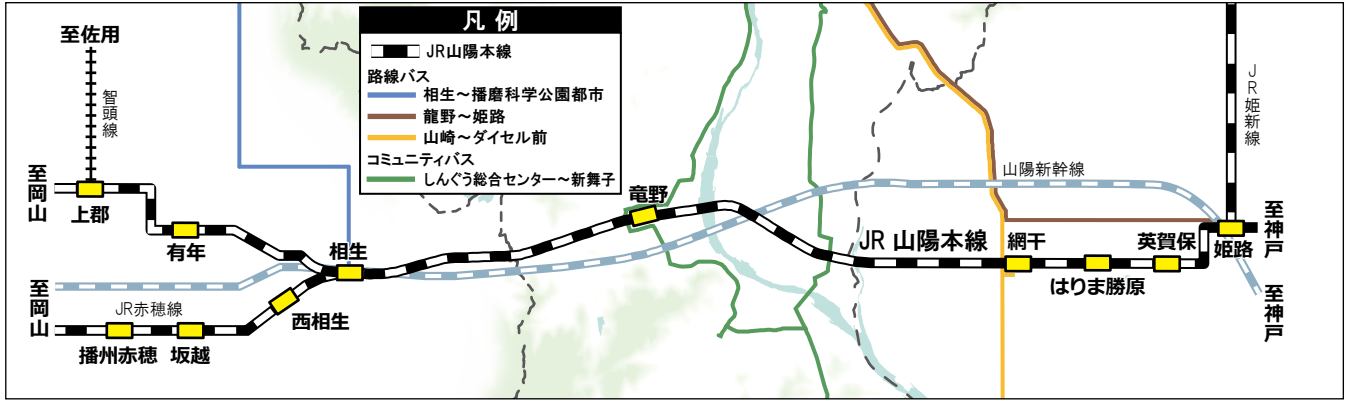 凡例
JR山陽本線
路線バス
相生～播磨科学公園都市
龍野～姫路
山崎～ダイセル前
コミュニティバス
しんぐう総合センター～新舞子
至佐用
智頭線
至岡山
上郡
有年
相生
至岡山
JR赤穂線
西相生
播州赤穂
坂越
竜野
山陽新幹線
JR 山陽本線
網干
はりま勝原
英賀保
姫路
JR姫新線
至神戸
至神戸